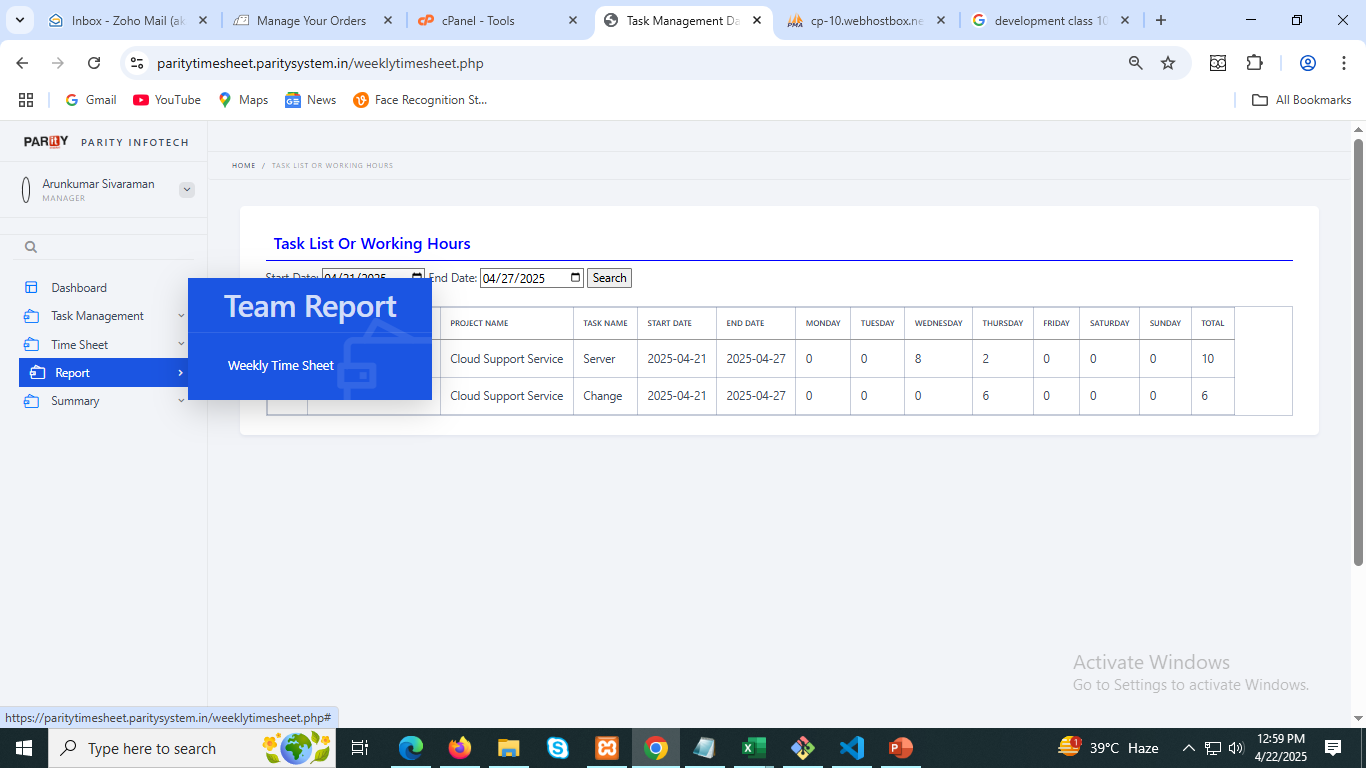 Inbox - Zoho Mail (ak
Manage Your Orders
cPanel - Tools
Task Management Da
cp-10.webhostbox.ne
development class 10
paritytimesheet.paritysystem.in/weeklytimesheet.php
Gmail
YouTube
Maps
News
Face Recognition St...
All Bookmarks
PARitY PARITY INFOTECH
HOME / TASK LIST OR WORKING HOURS
Arunkumar Sivaraman
MANAGER
Dashboard
Task Management
Time Sheet
Report
Summary
Team Report
Weekly Time Sheet
Task List Or Working Hours
Start Date: 04/21/2025 End Date: 04/27/2025 Search
PROJECT NAME TASK NAME START DATE END DATE MONDAY TUESDAY WEDNESDAY THURSDAY FRIDAY SATURDAY SUNDAY TOTAL
Cloud Support Service Server 2025-04-21 2025-04-27 0 0 8 2 0 0 0 10
Cloud Support Service Change 2025-04-21 2025-04-27 0 0 0 6 0 0 0 6
Activate Windows
Go to Settings to activate Windows.
https://paritytimesheet.paritysystem.in/weeklytimesheet.php#
Type here to search
39°C Haze
12:59 PM
4/22/2025